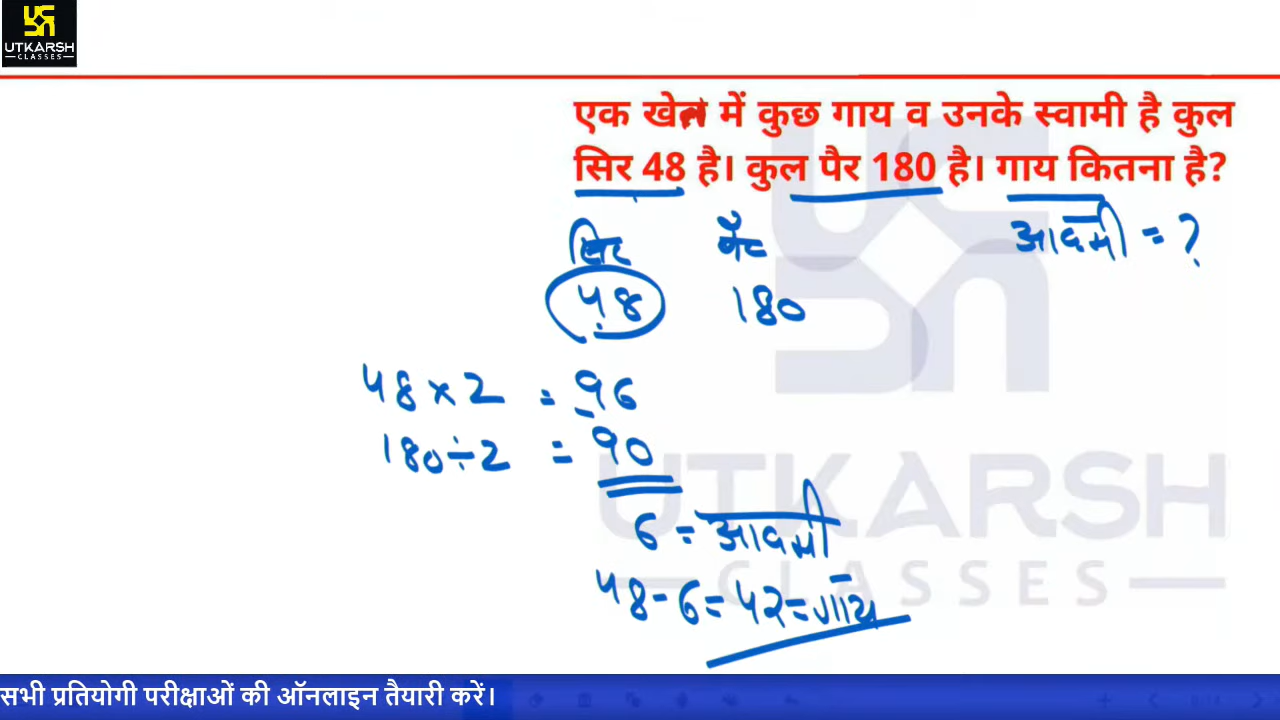 UTKARSH
CLASSES
एक खेत में कुछ गाय व उनके स्वामी है कुल
सिर 48 है। कुल पैर 180 है। गाय कितना है?
आदमी = ?
सिर पैर
48 180
48 × 2 = 96
180 ÷ 2 = 90
6 = आदमी
48 - 6 = 42 = गाय
UTKARSH
CLASSES
सभी प्रतियोगी परीक्षाओं की ऑनलाइन तैयारी करें।